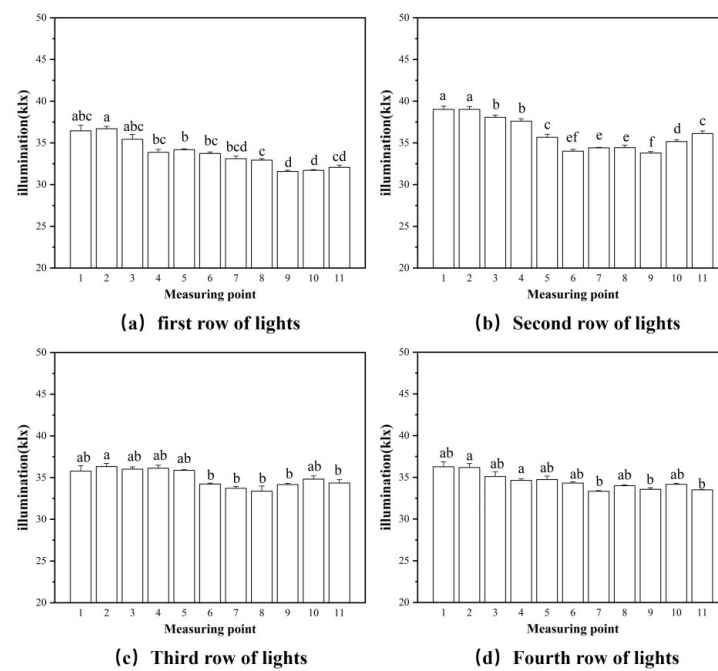 50
45
40
35
30
25
20
illumination(klx)
abc a abc bc b bc bcd c d d cd
1 2 3 4 5 6 7 8 9 10 11
Measuring point
(a) first row of lights
50
45
40
35
30
25
20
illumination(klx)
a a b b c ef e e f d c
1 2 3 4 5 6 7 8 9 10 11
Measuring point
(b) Second row of lights
50
45
40
35
30
25
20
illumination(klx)
ab a ab ab ab b b b b ab b
1 2 3 4 5 6 7 8 9 10 11
Measuring point
(c) Third row of lights
50
45
40
35
30
25
20
illumination(klx)
ab a ab a ab ab b ab b ab b
1 2 3 4 5 6 7 8 9 10 11
Measuring point
(d) Fourth row of lights